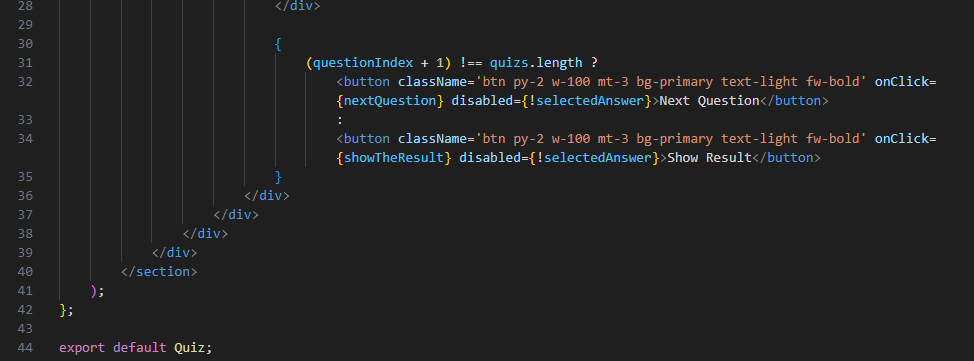 28 </div>
29
30 {
31 (questionIndex + 1) !== quizs.length ?
32 <button className='btn py-2 w-100 mt-3 bg-primary text-light fw-bold' onClick=
{nextQuestion} disabled={!selectedAnswer}>Next Question</button>
33 :
34 <button className='btn py-2 w-100 mt-3 bg-primary text-light fw-bold' onClick=
{showTheResult} disabled={!selectedAnswer}>Show Result</button>
35 }
36 </div>
37 </div>
38 </div>
39 </div>
40 </section>
41 );
42 };
43
44 export default Quiz;